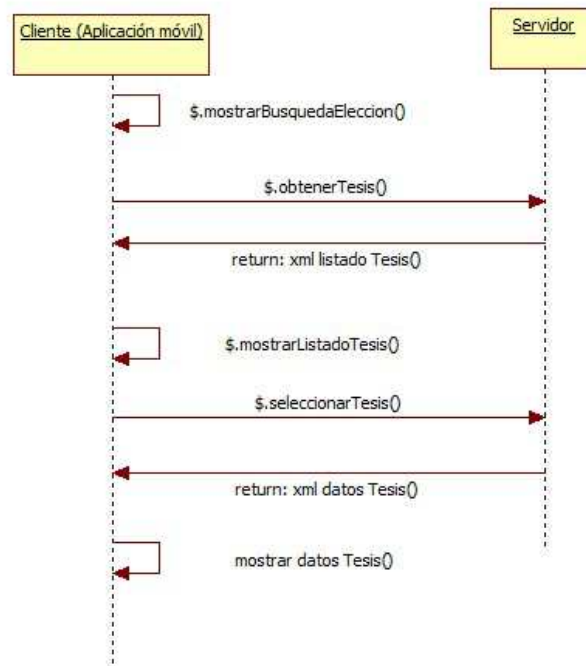 Cliente (Aplicación móvil)
Servidor
$.mostrarBusquedaEleccion()
$.obtenerTesis()
return: xml listado Tesis()
$.mostrarListadoTesis()
$.seleccionarTesis()
return: xml datos Tesis()
mostrar datos Tesis()